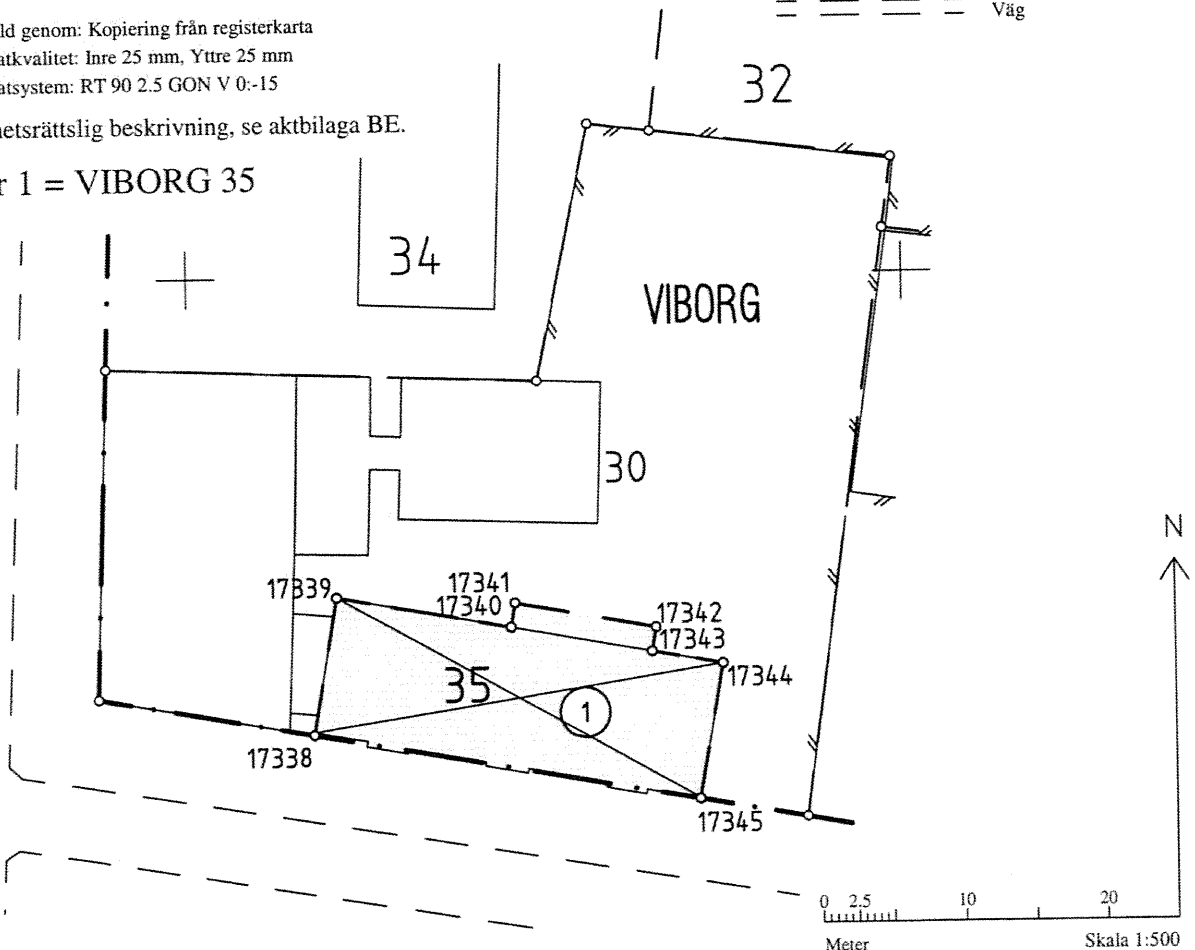 Väg
ld genom: Kopiering från registerkarta
atkvalitet: Inre 25 mm, Yttre 25 mm
atsystem: RT 90 2.5 GON V 0:-15
etsrättslig beskrivning, se aktbilaga BE.
r 1 = VIBORG 35
32
34
VIBORG
30
N
17339
17341
17340
17342
17343
17344
35
1
17338
17345
0 2.5 10 20
Meter
Skala 1:500